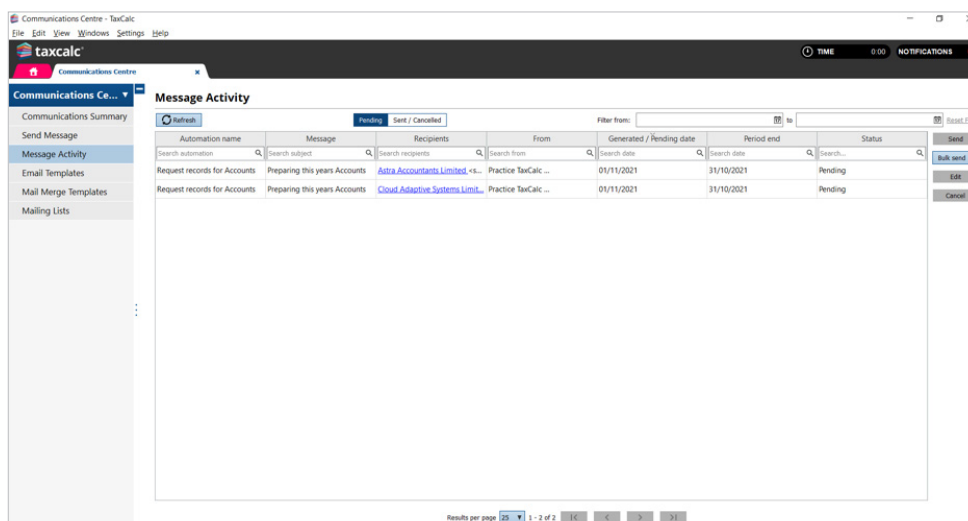 Communications Centre - TaxCalc
File Edit View Windows Settings Help
taxcalc
TIME 0:00 NOTIFICATIONS
Communications Centre x
Communications Ce... ▼
Communications Summary
Send Message
Message Activity
Email Templates
Mail Merge Templates
Mailing Lists
Message Activity
Refresh Pending Sent / Cancelled Filter from: to Reset
Automation name Message Recipients From Generated / Pending date Period end Status Send
Search automation Search subject Search recipients Search from Search date Search date Search... Bulk send
Request records for Accounts Preparing this years Accounts Astra Accountants Limited <s... Practice TaxCalc ... 01/11/2021 31/10/2021 Pending Edit
Request records for Accounts Preparing this years Accounts Cloud Adaptive Systems Limit... Practice TaxCalc ... 01/11/2021 31/10/2021 Pending Cancel
Results per page 25 ▼ 1 - 2 of 2 |< < > >|